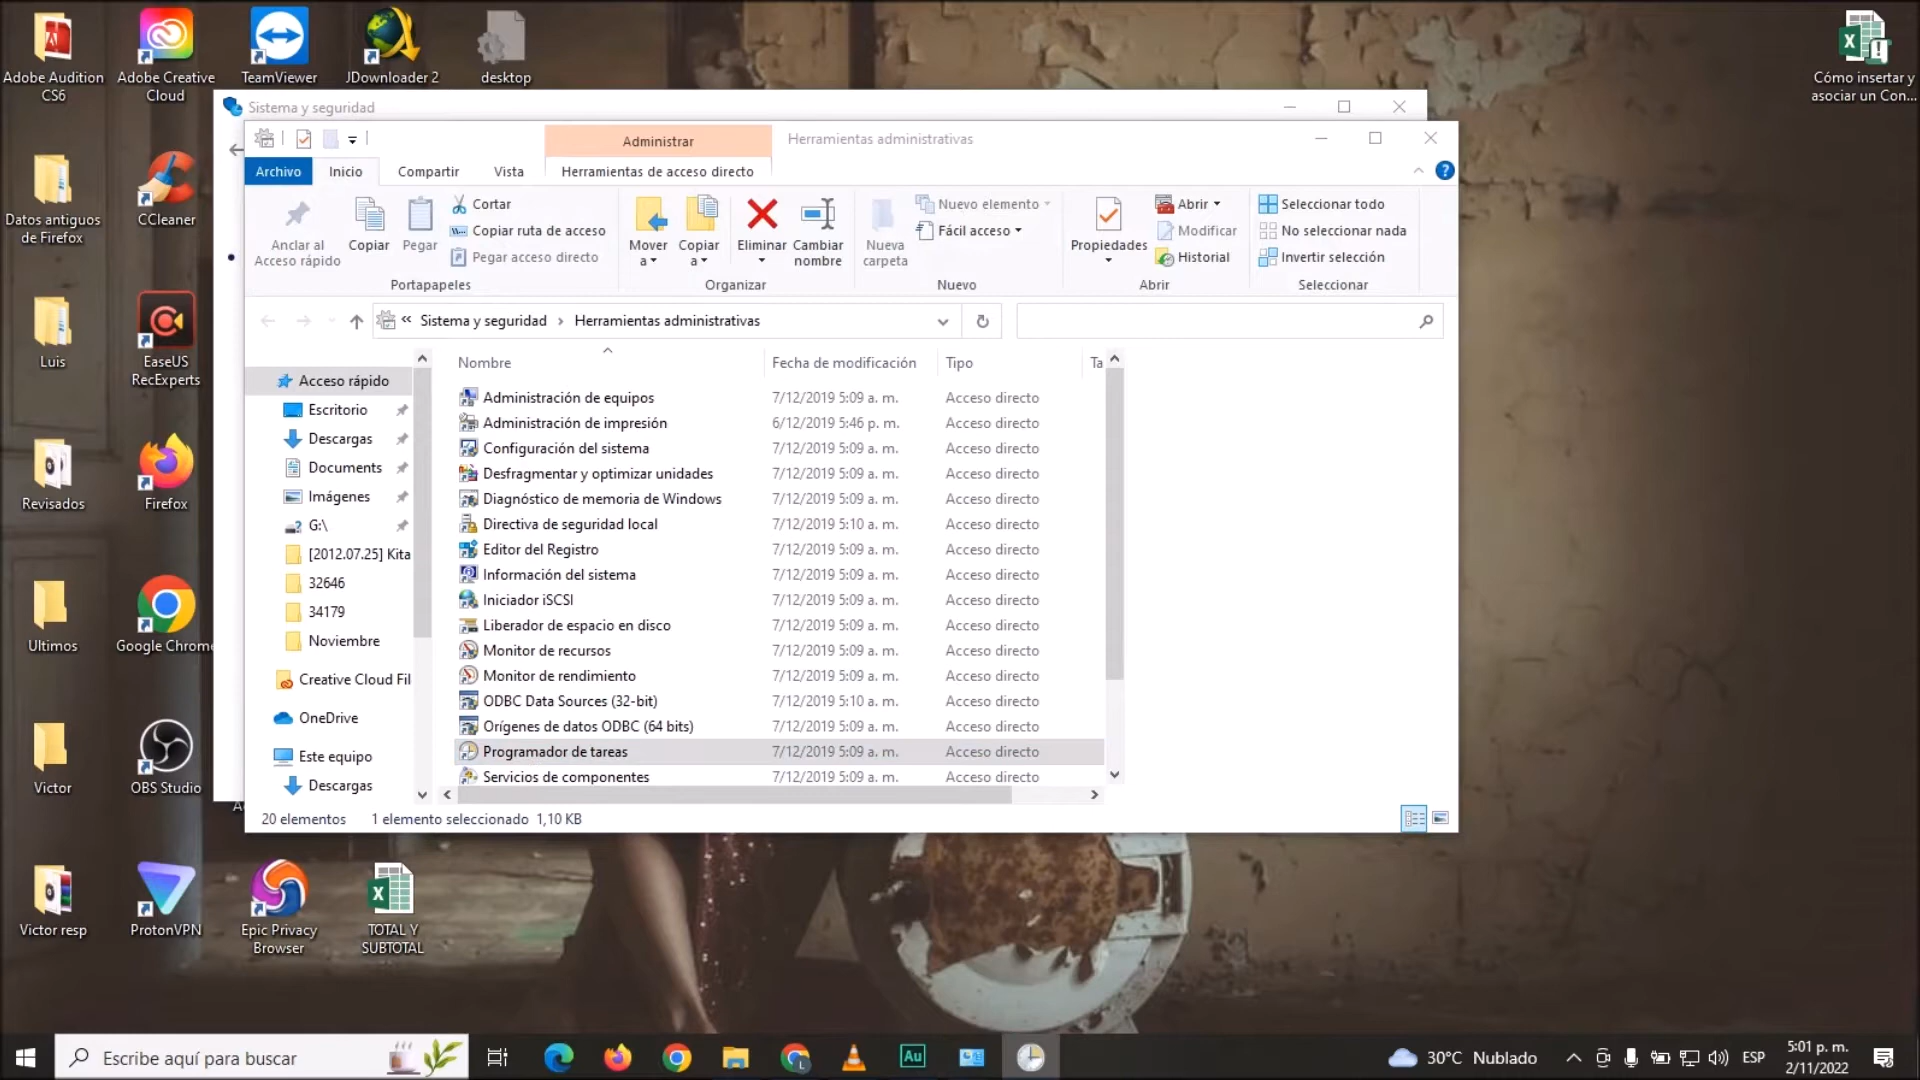 Adobe Audition
CS6
Adobe Creative
Cloud
TeamViewer
JDownloader 2
desktop
Cómo insertar y
asociar un Con...
Datos antiguos
de Firefox
CCleaner
Luis
EaseUS
RecExperts
Revisados
Firefox
Ultimos
Google Chrome
Victor
OBS Studio
Victor resp
ProtonVPN
Epic Privacy
Browser
TOTAL Y
SUBTOTAL
Sistema y seguridad
Administrar
Herramientas administrativas
Archivo
Inicio
Compartir
Vista
Herramientas de acceso directo
Anclar al
Acceso rápido
Copiar
Pegar
Cortar
Copiar ruta de acceso
Pegar acceso directo
Portapapeles
Mover
a
Copiar
a
Eliminar
Cambiar
nombre
Organizar
Nueva
carpeta
Nuevo elemento
Fácil acceso
Nuevo
Propiedades
Abrir
Modificar
Historial
Abrir
Seleccionar todo
No seleccionar nada
Invertir selección
Seleccionar
« Sistema y seguridad › Herramientas administrativas
Acceso rápido
Escritorio
Descargas
Documents
Imágenes
G:\
[2012.07.25] Kita
32646
34179
Noviembre
Creative Cloud Fil
OneDrive
Este equipo
Descargas
Nombre Fecha de modificación Tipo Ta
Administración de equipos 7/12/2019 5:09 a. m. Acceso directo
Administración de impresión 6/12/2019 5:46 p. m. Acceso directo
Configuración del sistema 7/12/2019 5:09 a. m. Acceso directo
Desfragmentar y optimizar unidades 7/12/2019 5:09 a. m. Acceso directo
Diagnóstico de memoria de Windows 7/12/2019 5:09 a. m. Acceso directo
Directiva de seguridad local 7/12/2019 5:10 a. m. Acceso directo
Editor del Registro 7/12/2019 5:09 a. m. Acceso directo
Información del sistema 7/12/2019 5:09 a. m. Acceso directo
Iniciador iSCSI 7/12/2019 5:09 a. m. Acceso directo
Liberador de espacio en disco 7/12/2019 5:09 a. m. Acceso directo
Monitor de recursos 7/12/2019 5:09 a. m. Acceso directo
Monitor de rendimiento 7/12/2019 5:09 a. m. Acceso directo
ODBC Data Sources (32-bit) 7/12/2019 5:10 a. m. Acceso directo
Orígenes de datos ODBC (64 bits) 7/12/2019 5:09 a. m. Acceso directo
Programador de tareas 7/12/2019 5:09 a. m. Acceso directo
Servicios de componentes 7/12/2019 5:09 a. m. Acceso directo
20 elementos 1 elemento seleccionado 1,10 KB
Escribe aquí para buscar
Au
30°C Nublado
ESP
5:01 p. m.
2/11/2022